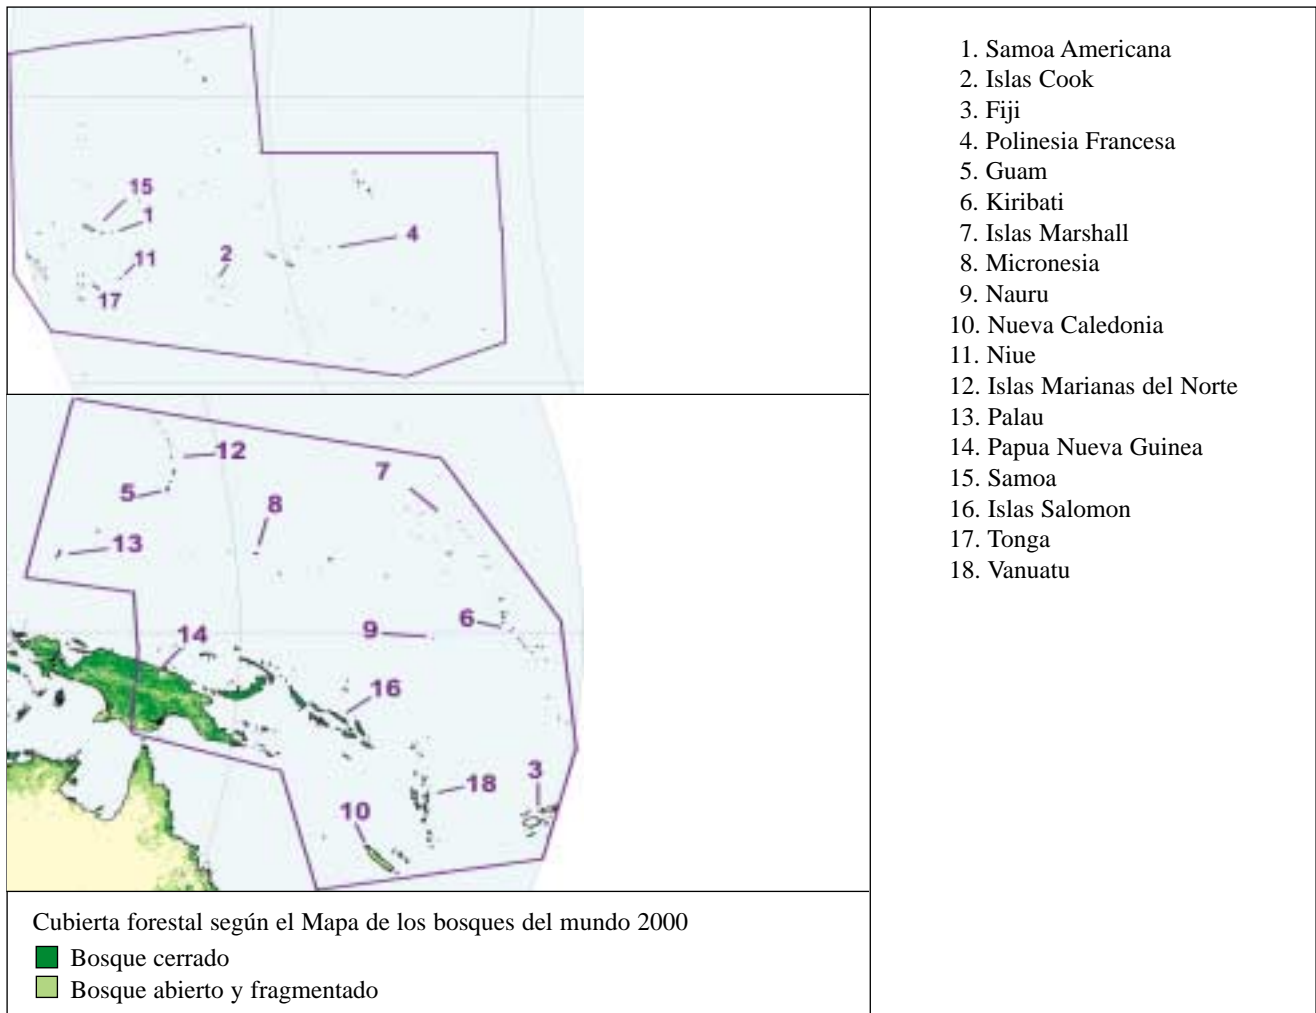 15
1
4
11
2
17
12
7
5
8
13
6
9
14
16
3
18
10
Cubierta forestal según el Mapa de los bosques del mundo 2000
Bosque cerrado
Bosque abierto y fragmentado
1. Samoa Americana
2. Islas Cook
3. Fiji
4. Polinesia Francesa
5. Guam
6. Kiribati
7. Islas Marshall
8. Micronesia
9. Nauru
10. Nueva Caledonia
11. Niue
12. Islas Marianas del Norte
13. Palau
14. Papua Nueva Guinea
15. Samoa
16. Islas Salomon
17. Tonga
18. Vanuatu